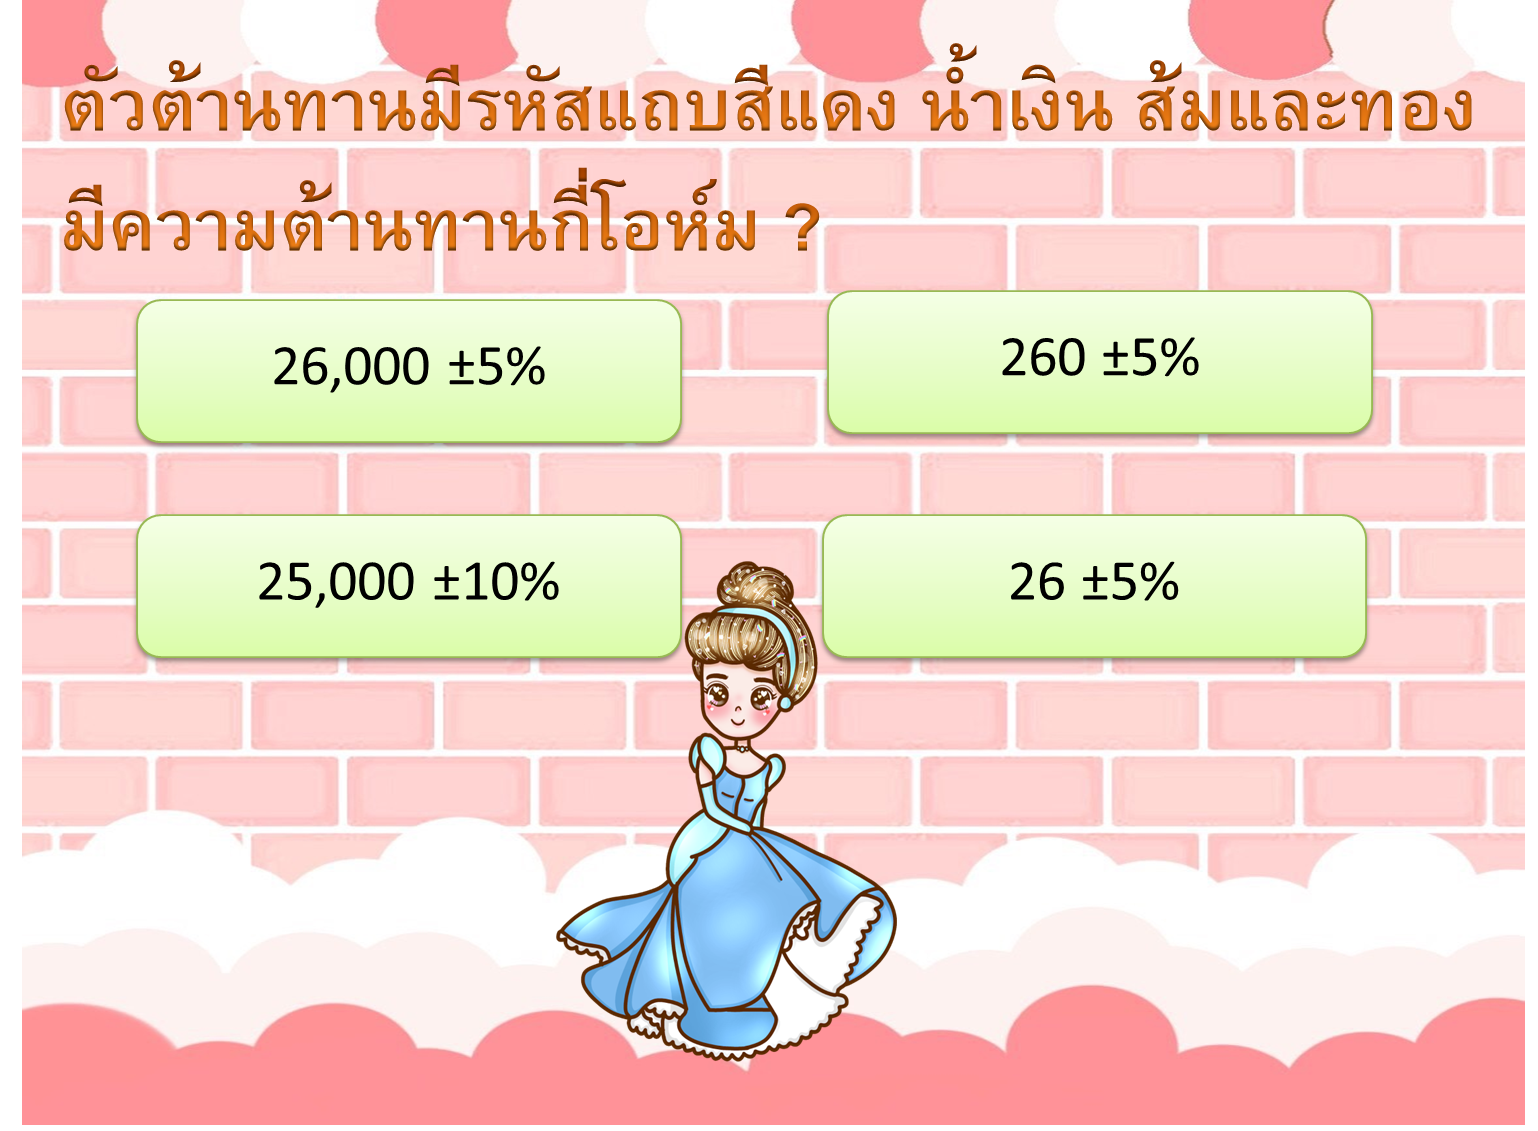 ตัวต้านทานมีรหัสแถบสีแดง น้ำเงิน ส้มและทอง
มีความต้านทานกี่โอห์ม ?
26,000 ±5%
260 ±5%
25,000 ±10%
26 ±5%